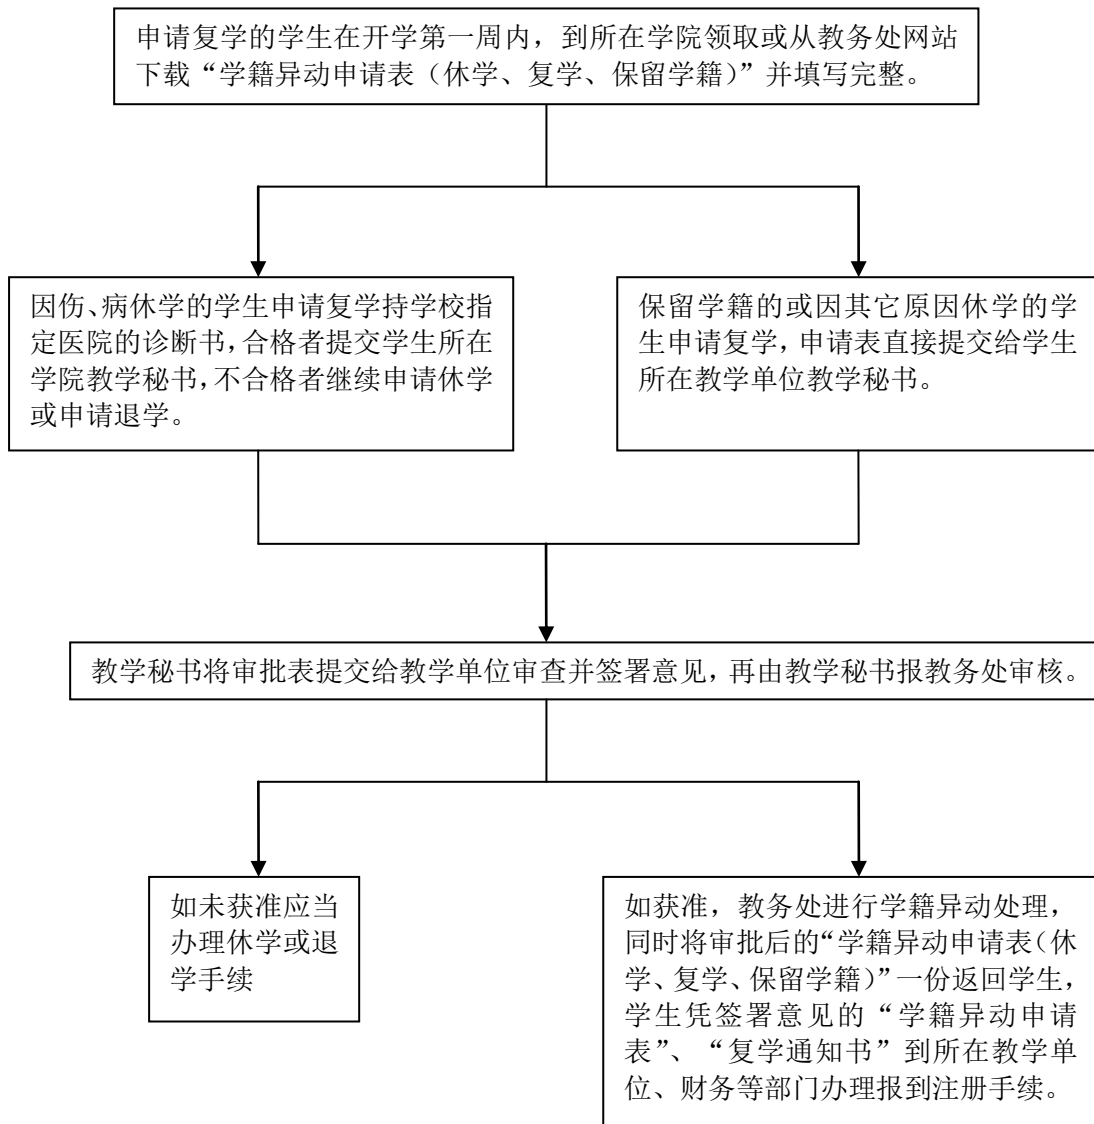 申请复学的学生在开学第一周内，到所在学院领取或从教务处网站
下载“学籍异动申请表（休学、复学、保留学籍）”并填写完整。
因伤、病休学的学生申请复学持学校指
定医院的诊断书，合格者提交学生所在
学院教学秘书，不合格者继续申请休学
或申请退学。
保留学籍的或因其它原因休学的学
生申请复学，申请表直接提交给学生
所在教学单位教学秘书。
教学秘书将审批表提交给教学单位审查并签署意见，再由教学秘书报教务处审核。
如未获准应当
办理休学或退
学手续
如获准，教务处进行学籍异动处理，
同时将审批后的“学籍异动申请表（休
学、复学、保留学籍）”一份返回学生，
学生凭签署意见的“学籍异动申请
表”、“复学通知书”到所在教学单
位、财务等部门办理报到注册手续。